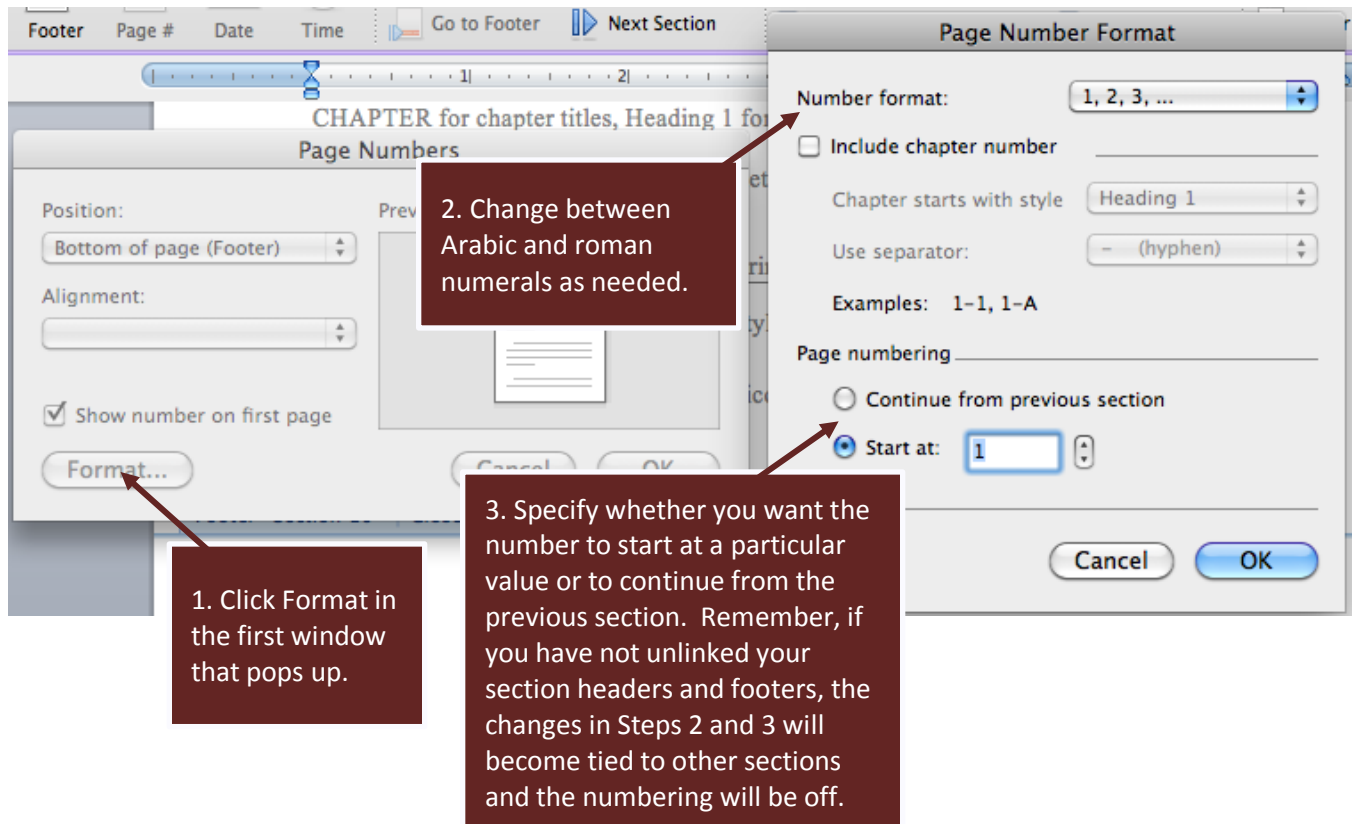 Footer Page # Date Time Go to Footer Next Section
1 2
CHAPTER for chapter titles, Heading 1 for
Page Numbers
Position:
Bottom of page (Footer)
Alignment:
Show number on first page
Format...
Cancel OK
1. Click Format in
the first window
that pops up.
2. Change between
Arabic and roman
numerals as needed.
3. Specify whether you want the
number to start at a particular
value or to continue from the
previous section. Remember, if
you have not unlinked your
section headers and footers, the
changes in Steps 2 and 3 will
become tied to other sections
and the numbering will be off.
Page Number Format
Number format: 1, 2, 3, ...
Include chapter number
Chapter starts with style Heading 1
Use separator: - (hyphen)
Examples: 1-1, 1-A
Page numbering
Continue from previous section
Start at: 1
Cancel OK